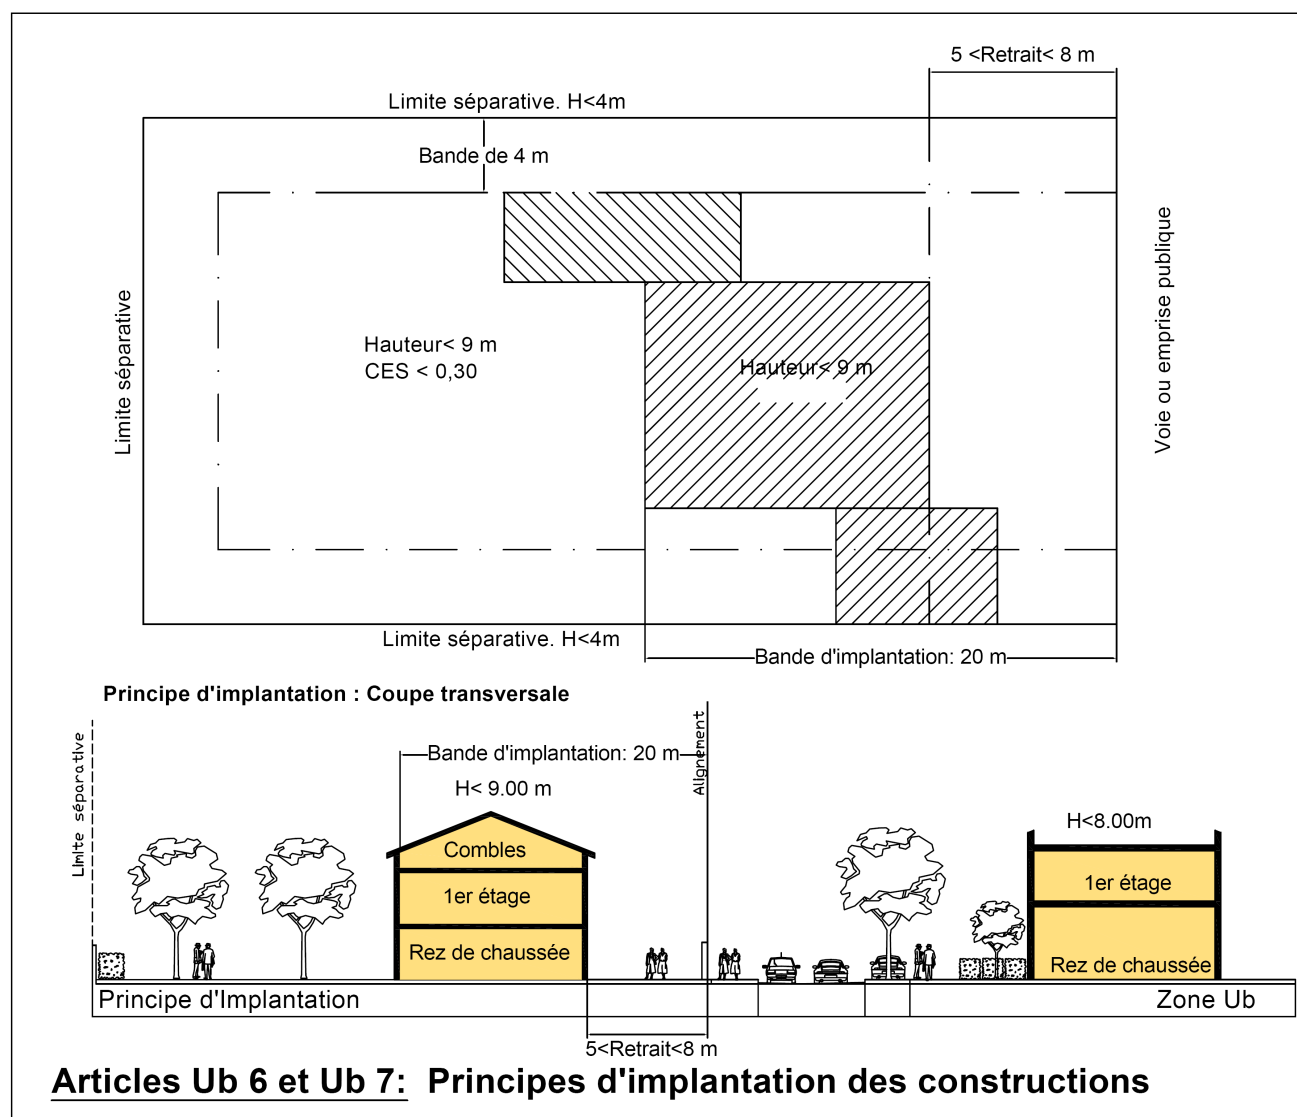 5 <Retrait< 8 m
Limite séparative. H<4m
Bande de 4 m
Limite séparative
Voie ou emprise publique
Hauteur< 9 m
CES < 0,30
Hauteur< 9 m
Limite séparative. H<4m
Bande d'implantation: 20 m
Principe d'implantation : Coupe transversale
Limite séparative
Alignement
Bande d'implantation: 20 m
H< 9.00 m
H<8.00m
Combles
1er étage
1er étage
Rez de chaussée
Rez de chaussée
Principe d'Implantation
Zone Ub
5<Retrait<8 m
Articles Ub 6 et Ub 7: Principes d'implantation des constructions